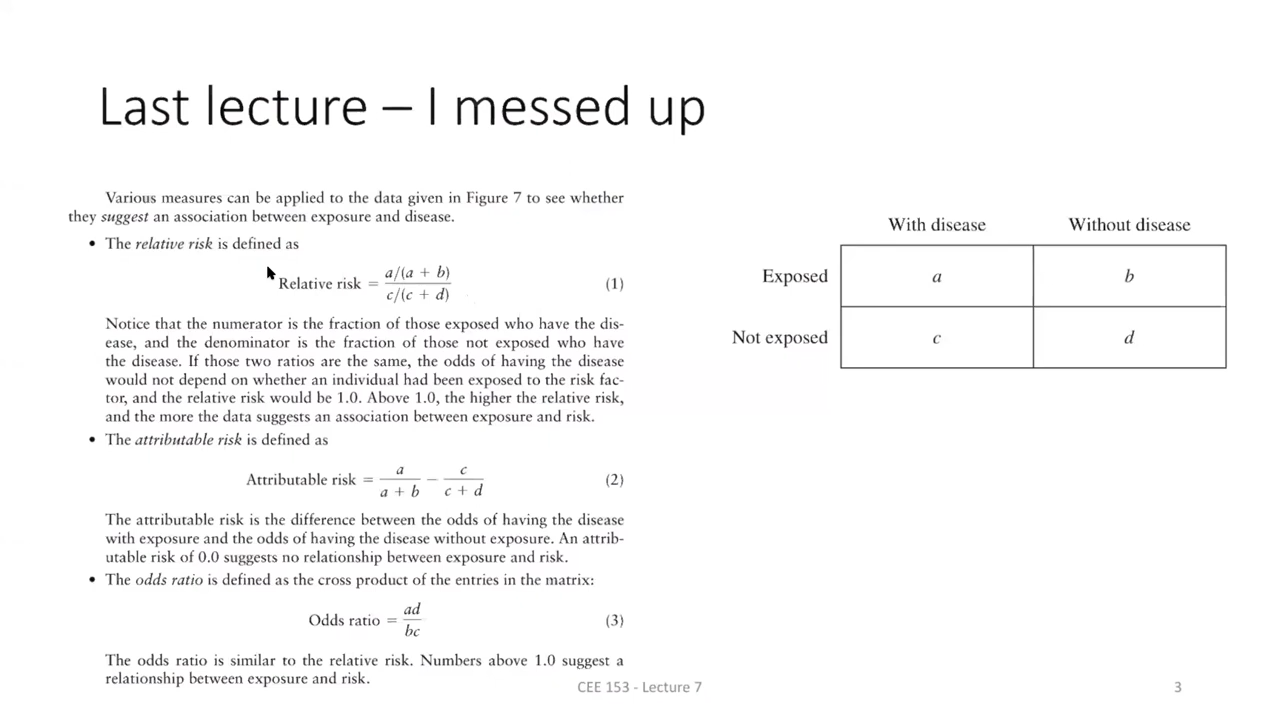 Last lecture – I messed up
Various measures can be applied to the data given in Figure 7 to see whether
they suggest an association between exposure and disease.
• The relative risk is defined as
Relative risk = a/(a + b) / c/(c + d) (1)
Notice that the numerator is the fraction of those exposed who have the dis-
ease, and the denominator is the fraction of those not exposed who have
the disease. If those two ratios are the same, the odds of having the disease
would not depend on whether an individual had been exposed to the risk fac-
tor, and the relative risk would be 1.0. Above 1.0, the higher the relative risk,
and the more the data suggests an association between exposure and risk.
• The attributable risk is defined as
Attributable risk = a / a + b − c / c + d (2)
The attributable risk is the difference between the odds of having the disease
with exposure and the odds of having the disease without exposure. An attrib-
utable risk of 0.0 suggests no relationship between exposure and risk.
• The odds ratio is defined as the cross product of the entries in the matrix:
Odds ratio = ad / bc (3)
The odds ratio is similar to the relative risk. Numbers above 1.0 suggest a
relationship between exposure and risk.
With disease Without disease
Exposed a b
Not exposed c d
CEE 153 - Lecture 7
3